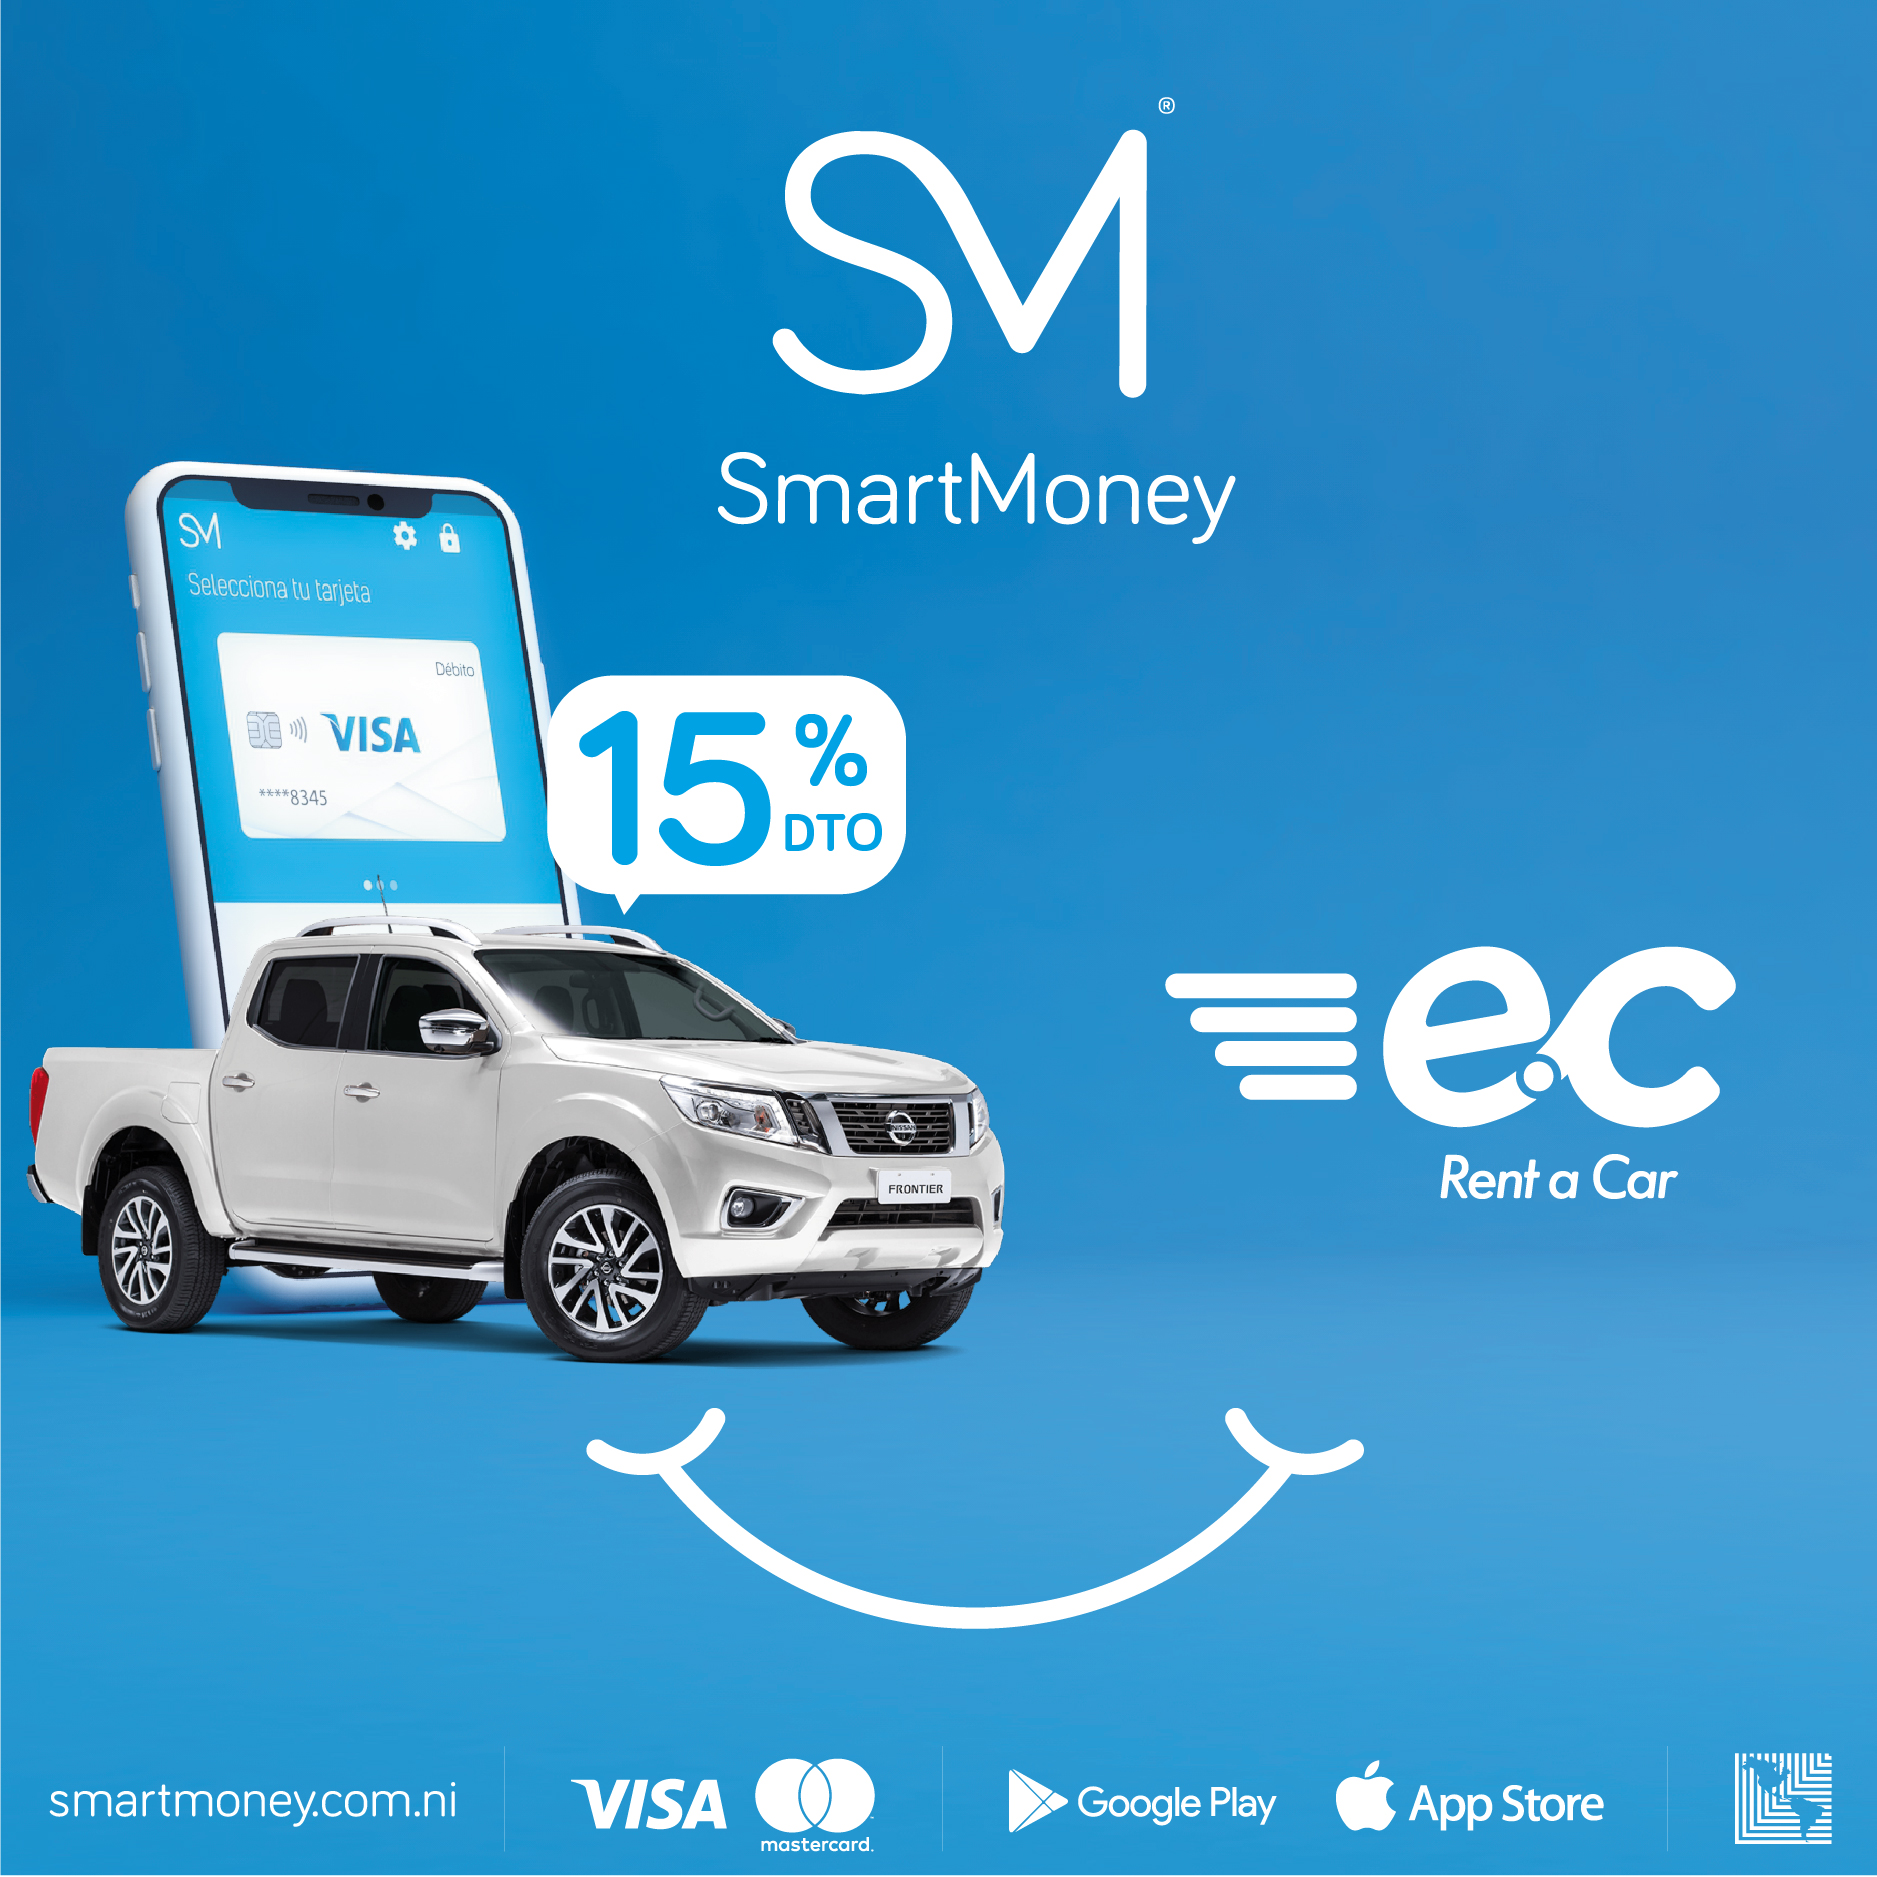 SM®
SmartMoney
SM
Selecciona tu tarjeta
Débito
VISA
****8345
15%
DTO
e.c
Rent a Car
NISSAN
FRONTIER
smartmoney.com.ni
VISA
mastercard.
Google Play
App Store